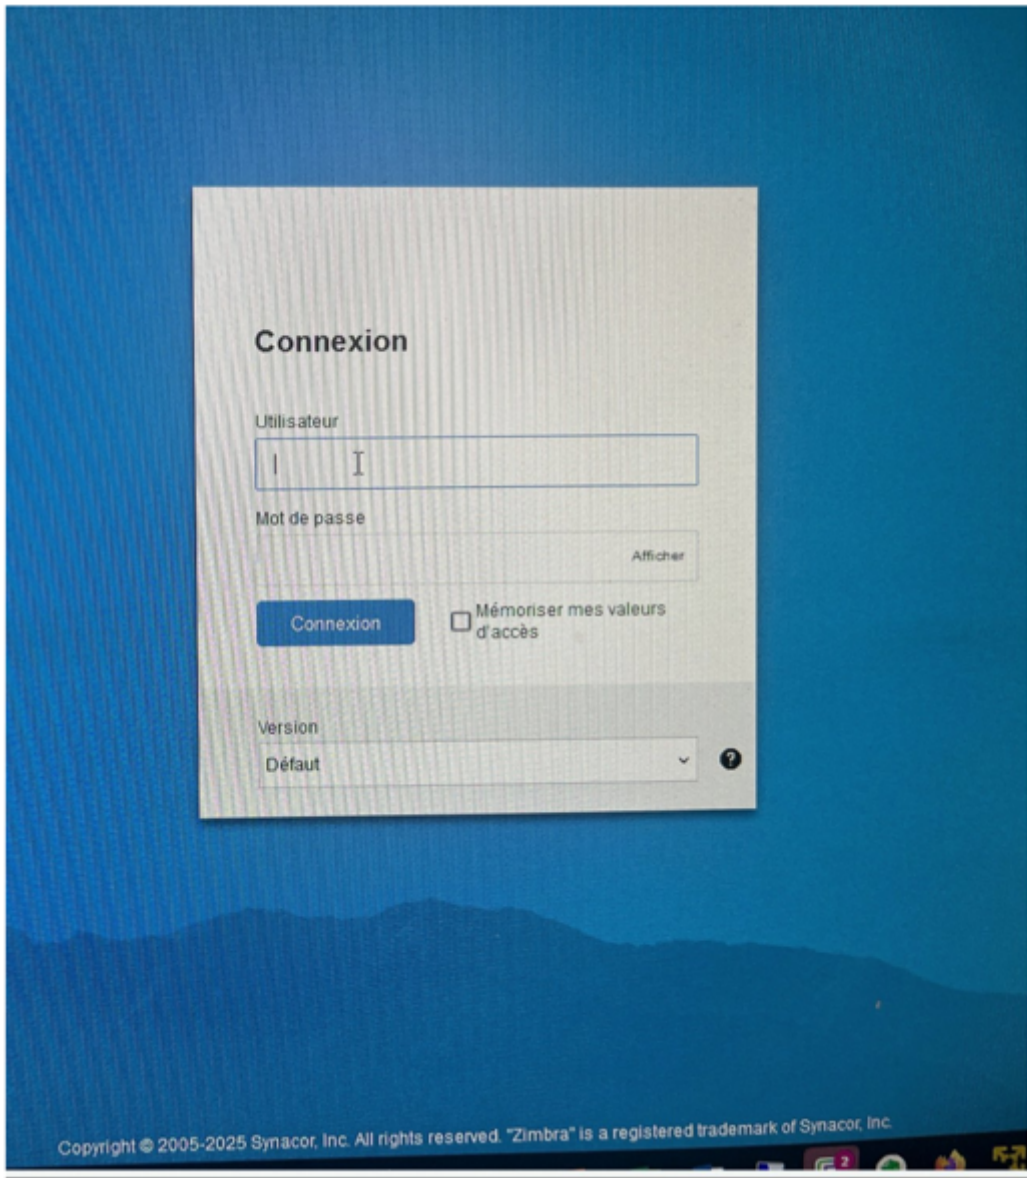 Connexion
Utilisateur
Mot de passe
Afficher
Connexion
Mémoriser mes valeurs
d'accès
Version
Défaut
?
Copyright © 2005-2025 Synacor, Inc. All rights reserved. "Zimbra" is a registered trademark of Synacor, Inc.
2